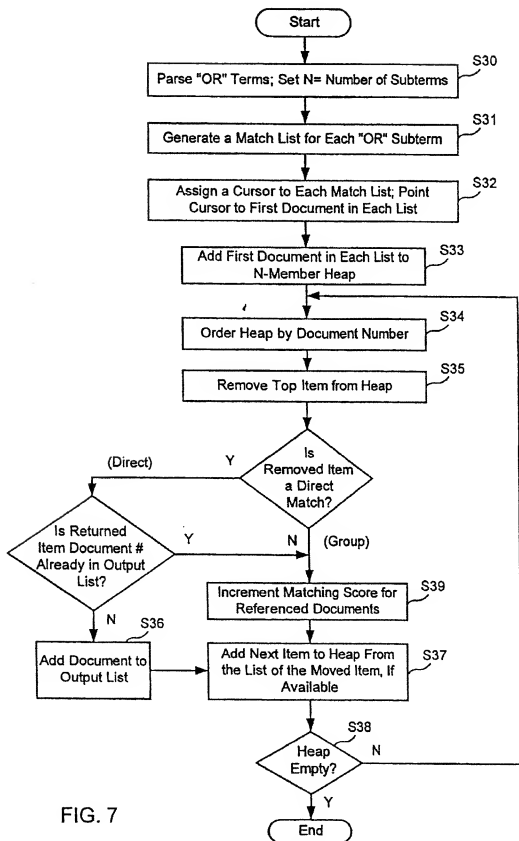 Start
S30
Parse "OR" Terms; Set N= Number of Subterms
S31
Generate a Match List for Each "OR" Subterm
S32
Assign a Cursor to Each Match List; Point
Cursor to First Document in Each List
S33
Add First Document in Each List to
N-Member Heap
S34
Order Heap by Document Number
S35
Remove Top Item from Heap
Is
Removed Item
a Direct
Match?
(Direct)
Y
N
(Group)
Is Returned
Item Document #
Already in Output
List?
Y
N
S36
Add Document to
Output List
S39
Increment Matching Score for
Referenced Documents
S37
Add Next Item to Heap From
the List of the Moved Item, If
Available
S38
Heap
Empty?
N
Y
End
FIG. 7